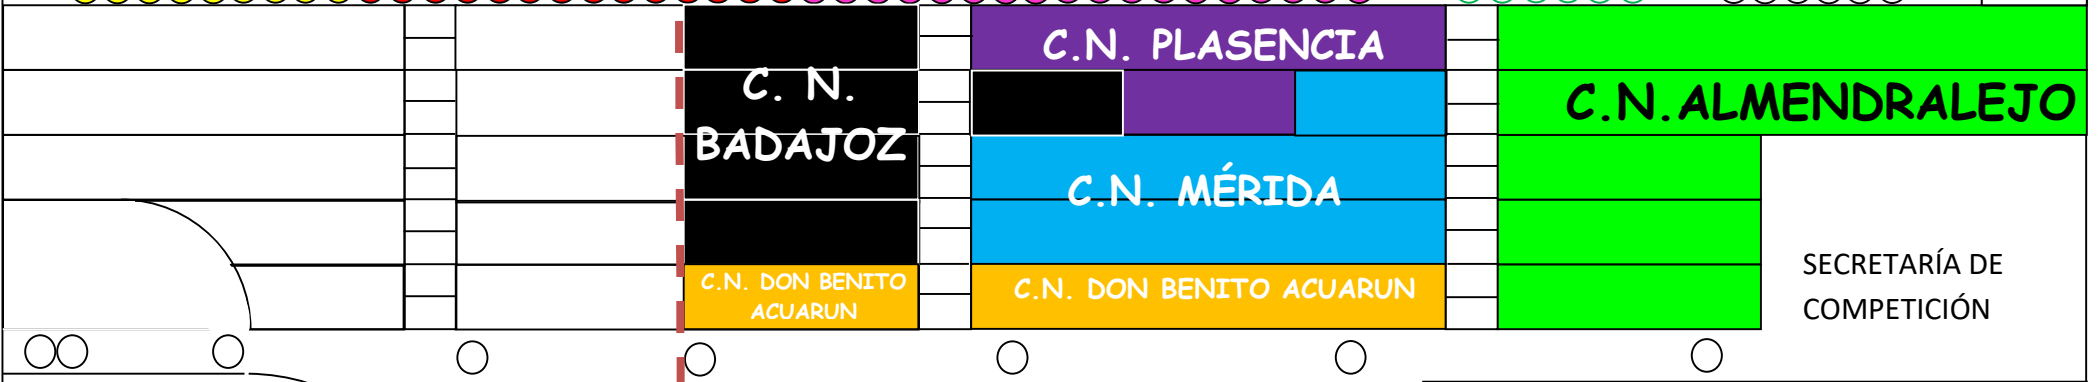 C. N.
BADAJOZ
C.N. DON BENITO
ACUARUN
C.N. PLASENCIA
C.N. MÉRIDA
C.N. DON BENITO ACUARUN
C.N. ALMENDRALEJO
SECRETARÍA DE
COMPETICIÓN